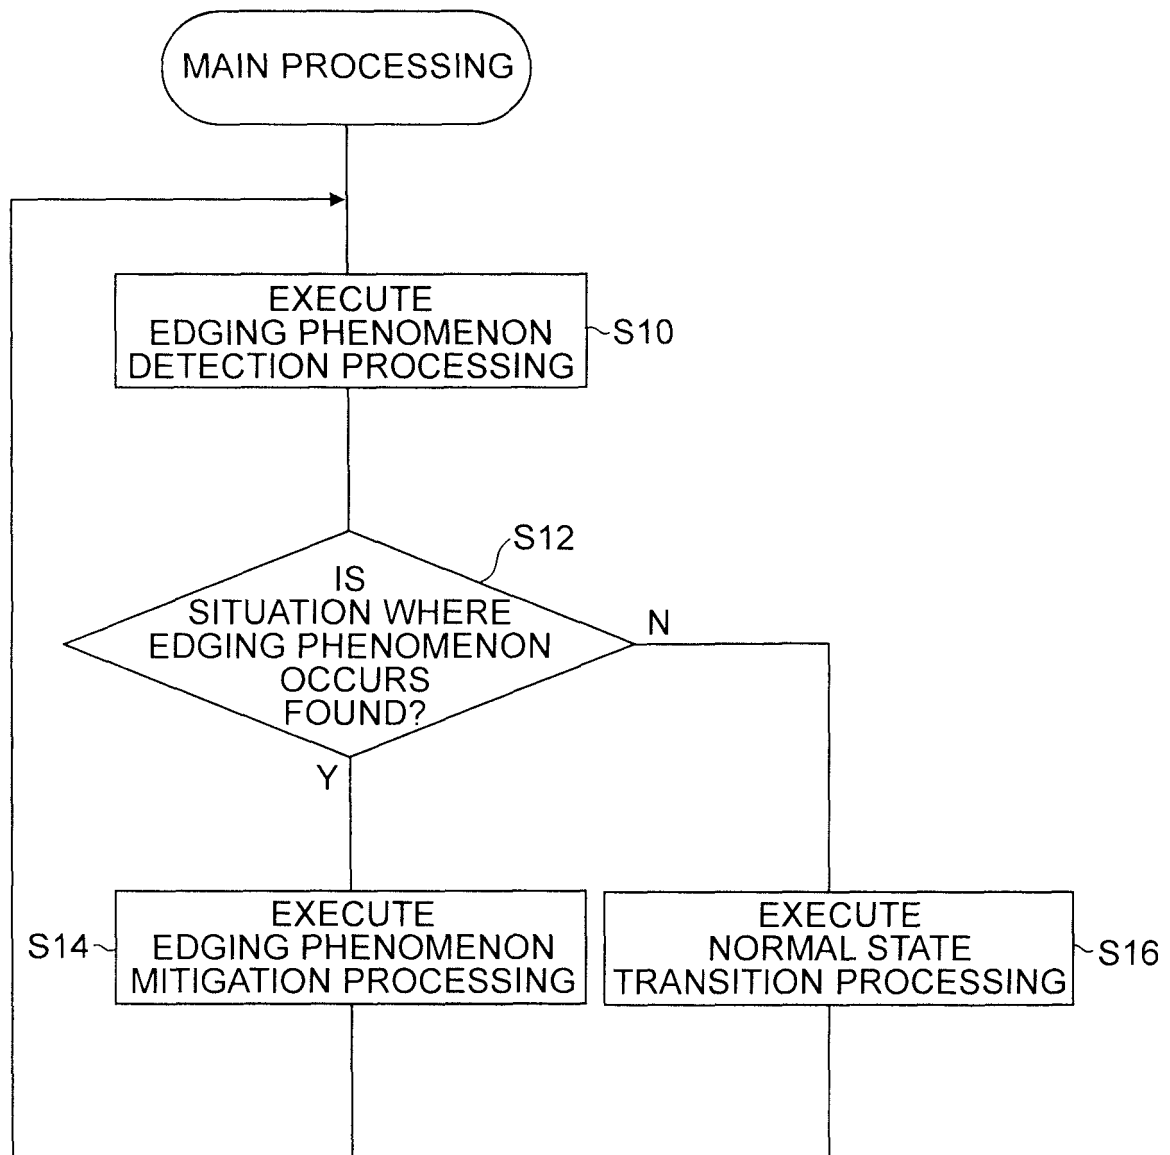 MAIN PROCESSING
EXECUTE
EDGING PHENOMENON
DETECTION PROCESSING
S10
S12
IS
SITUATION WHERE
EDGING PHENOMENON
OCCURS
FOUND?
N
Y
S14
EXECUTE
EDGING PHENOMENON
MITIGATION PROCESSING
EXECUTE
NORMAL STATE
TRANSITION PROCESSING
S16